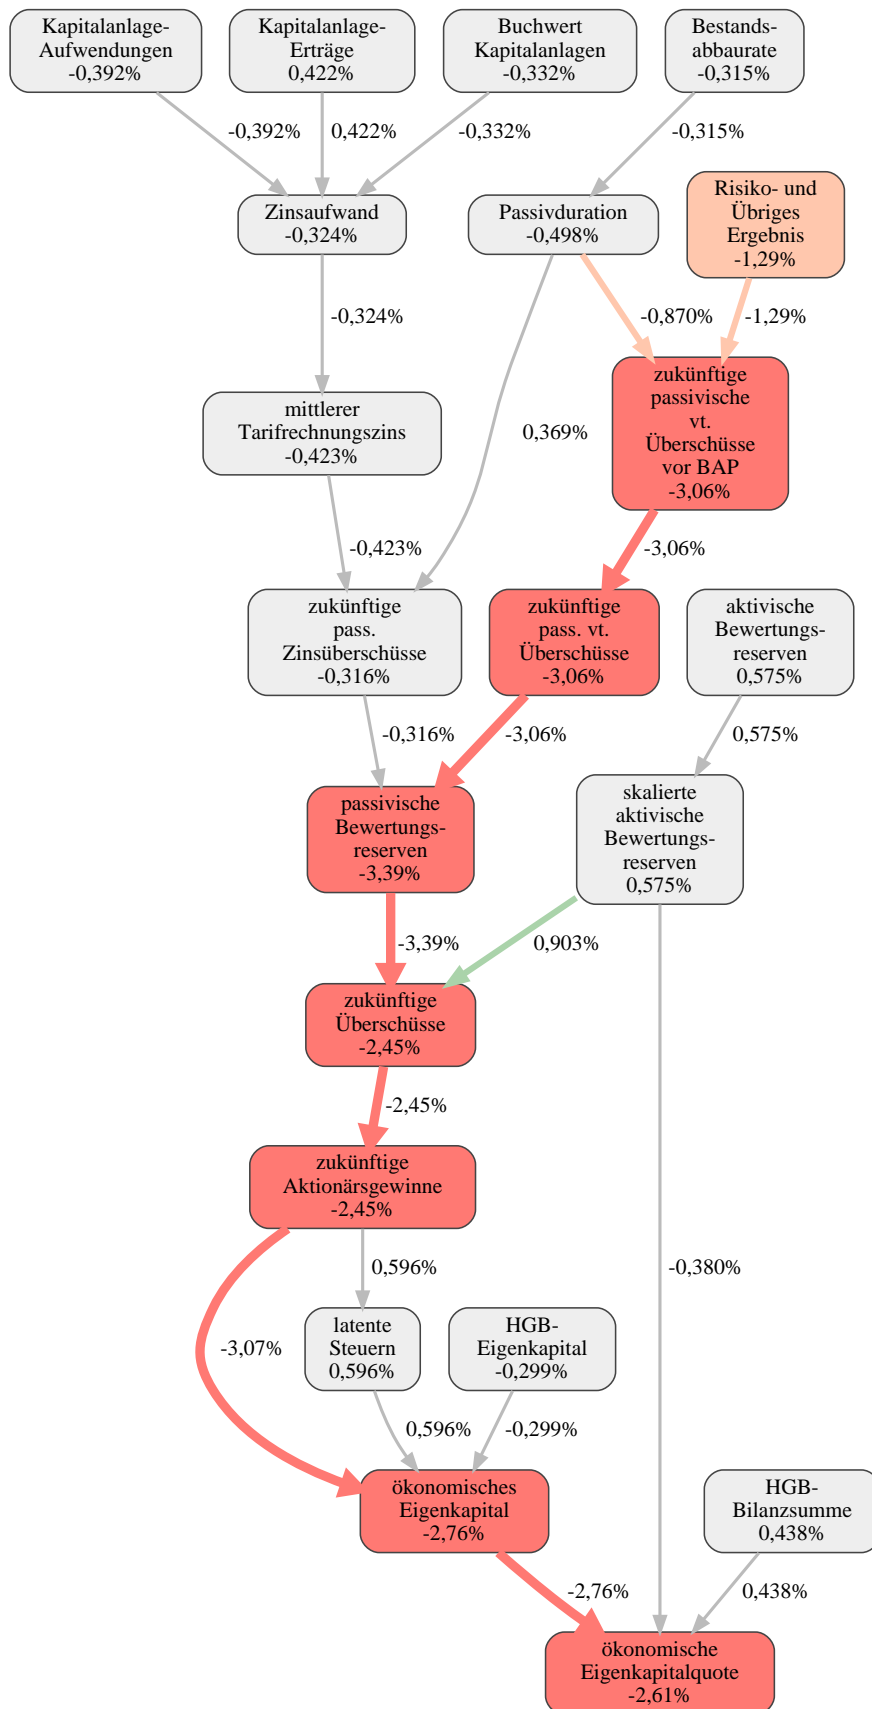 Kapitalanlage-
Aufwendungen
-0,392%
Kapitalanlage-
Erträge
0,422%
Buchwert
Kapitalanlagen
-0,332%
Bestands-
abbaurate
-0,315%
-0,392%
0,422%
-0,332%
-0,315%
Zinsaufwand
-0,324%
Passivduration
-0,498%
Risiko- und
Übriges
Ergebnis
-1,29%
-0,324%
-0,870%
-1,29%
mittlerer
Tarifrechnungszins
-0,423%
0,369%
zukünftige
passivische
vt.
Überschüsse
vor BAP
-3,06%
-0,423%
-3,06%
zukünftige
pass.
Zinsüberschüsse
-0,316%
zukünftige
pass. vt.
Überschüsse
-3,06%
aktivische
Bewertungs-
reserven
0,575%
-0,316%
-3,06%
0,575%
passivische
Bewertungs-
reserven
-3,39%
skalierte
aktivische
Bewertungs-
reserven
0,575%
-3,39%
0,903%
zukünftige
Überschüsse
-2,45%
-2,45%
zukünftige
Aktionärsgewinne
-2,45%
0,596%
-0,380%
-3,07%
latente
Steuern
0,596%
HGB-
Eigenkapital
-0,299%
0,596%
-0,299%
ökonomisches
Eigenkapital
-2,76%
HGB-
Bilanzsumme
0,438%
-2,76%
0,438%
ökonomische
Eigenkapitalquote
-2,61%